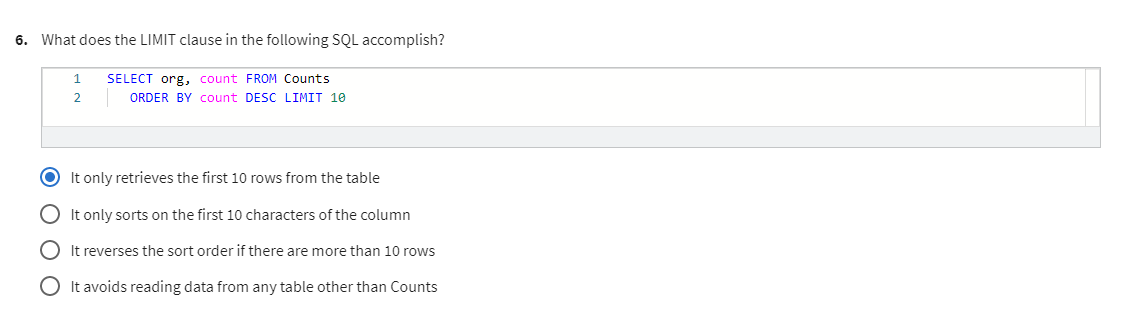 6. What does the LIMIT clause in the following SQL accomplish?
1 SELECT org, count FROM Counts
2 ORDER BY count DESC LIMIT 10
It only retrieves the first 10 rows from the table
It only sorts on the first 10 characters of the column
It reverses the sort order if there are more than 10 rows
It avoids reading data from any table other than Counts